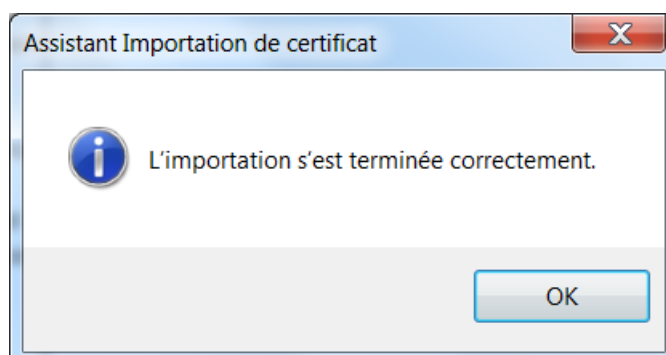 Assistant Importation de certificat
L'importation s'est terminée correctement.
OK